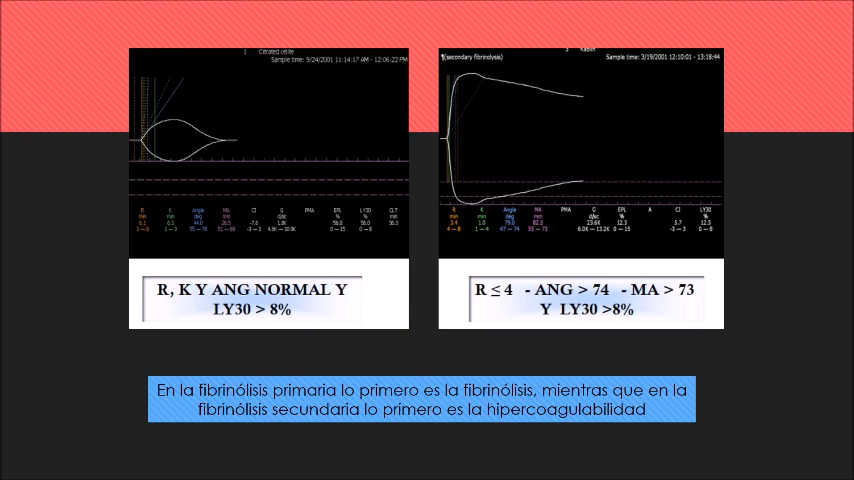 1 Citrated celite
Sample time: 9/24/2001 11:14:17 AM - 12:06:22 PM
R K Angle MA CI G PMA EPL LY30 CLT
min min deg mm d/sc % % min
6.1 6.3 44.0 26.5 -7.6 1.8K 56.0 56.0 36.3
3 — 8 1 — 3 55 — 78 51 — 69 -3 — 3 4.6K — 10.9K 0 — 15 0 — 8
R, K Y ANG NORMAL Y
LY30 > 8%
3 Kaolin
¶(secondary fibrinolysis) Sample time: 3/19/2001 12:10:01 - 13:18:44
R K Angle MA PMA G EPL A CI LY30
min min deg mm d/sc % %
3.4 1.0 79.0 82.5 23.6K 12.5 5.7 12.5
4 — 8 1 — 4 47 — 74 55 — 73 6.0K — 13.2K 0 — 15 -3 — 3 0 — 8
R ≤ 4 - ANG > 74 - MA > 73
Y LY30 >8%
En la fibrinólisis primaria lo primero es la fibrinólisis, mientras que en la
fibrinólisis secundaria lo primero es la hipercoagulabilidad